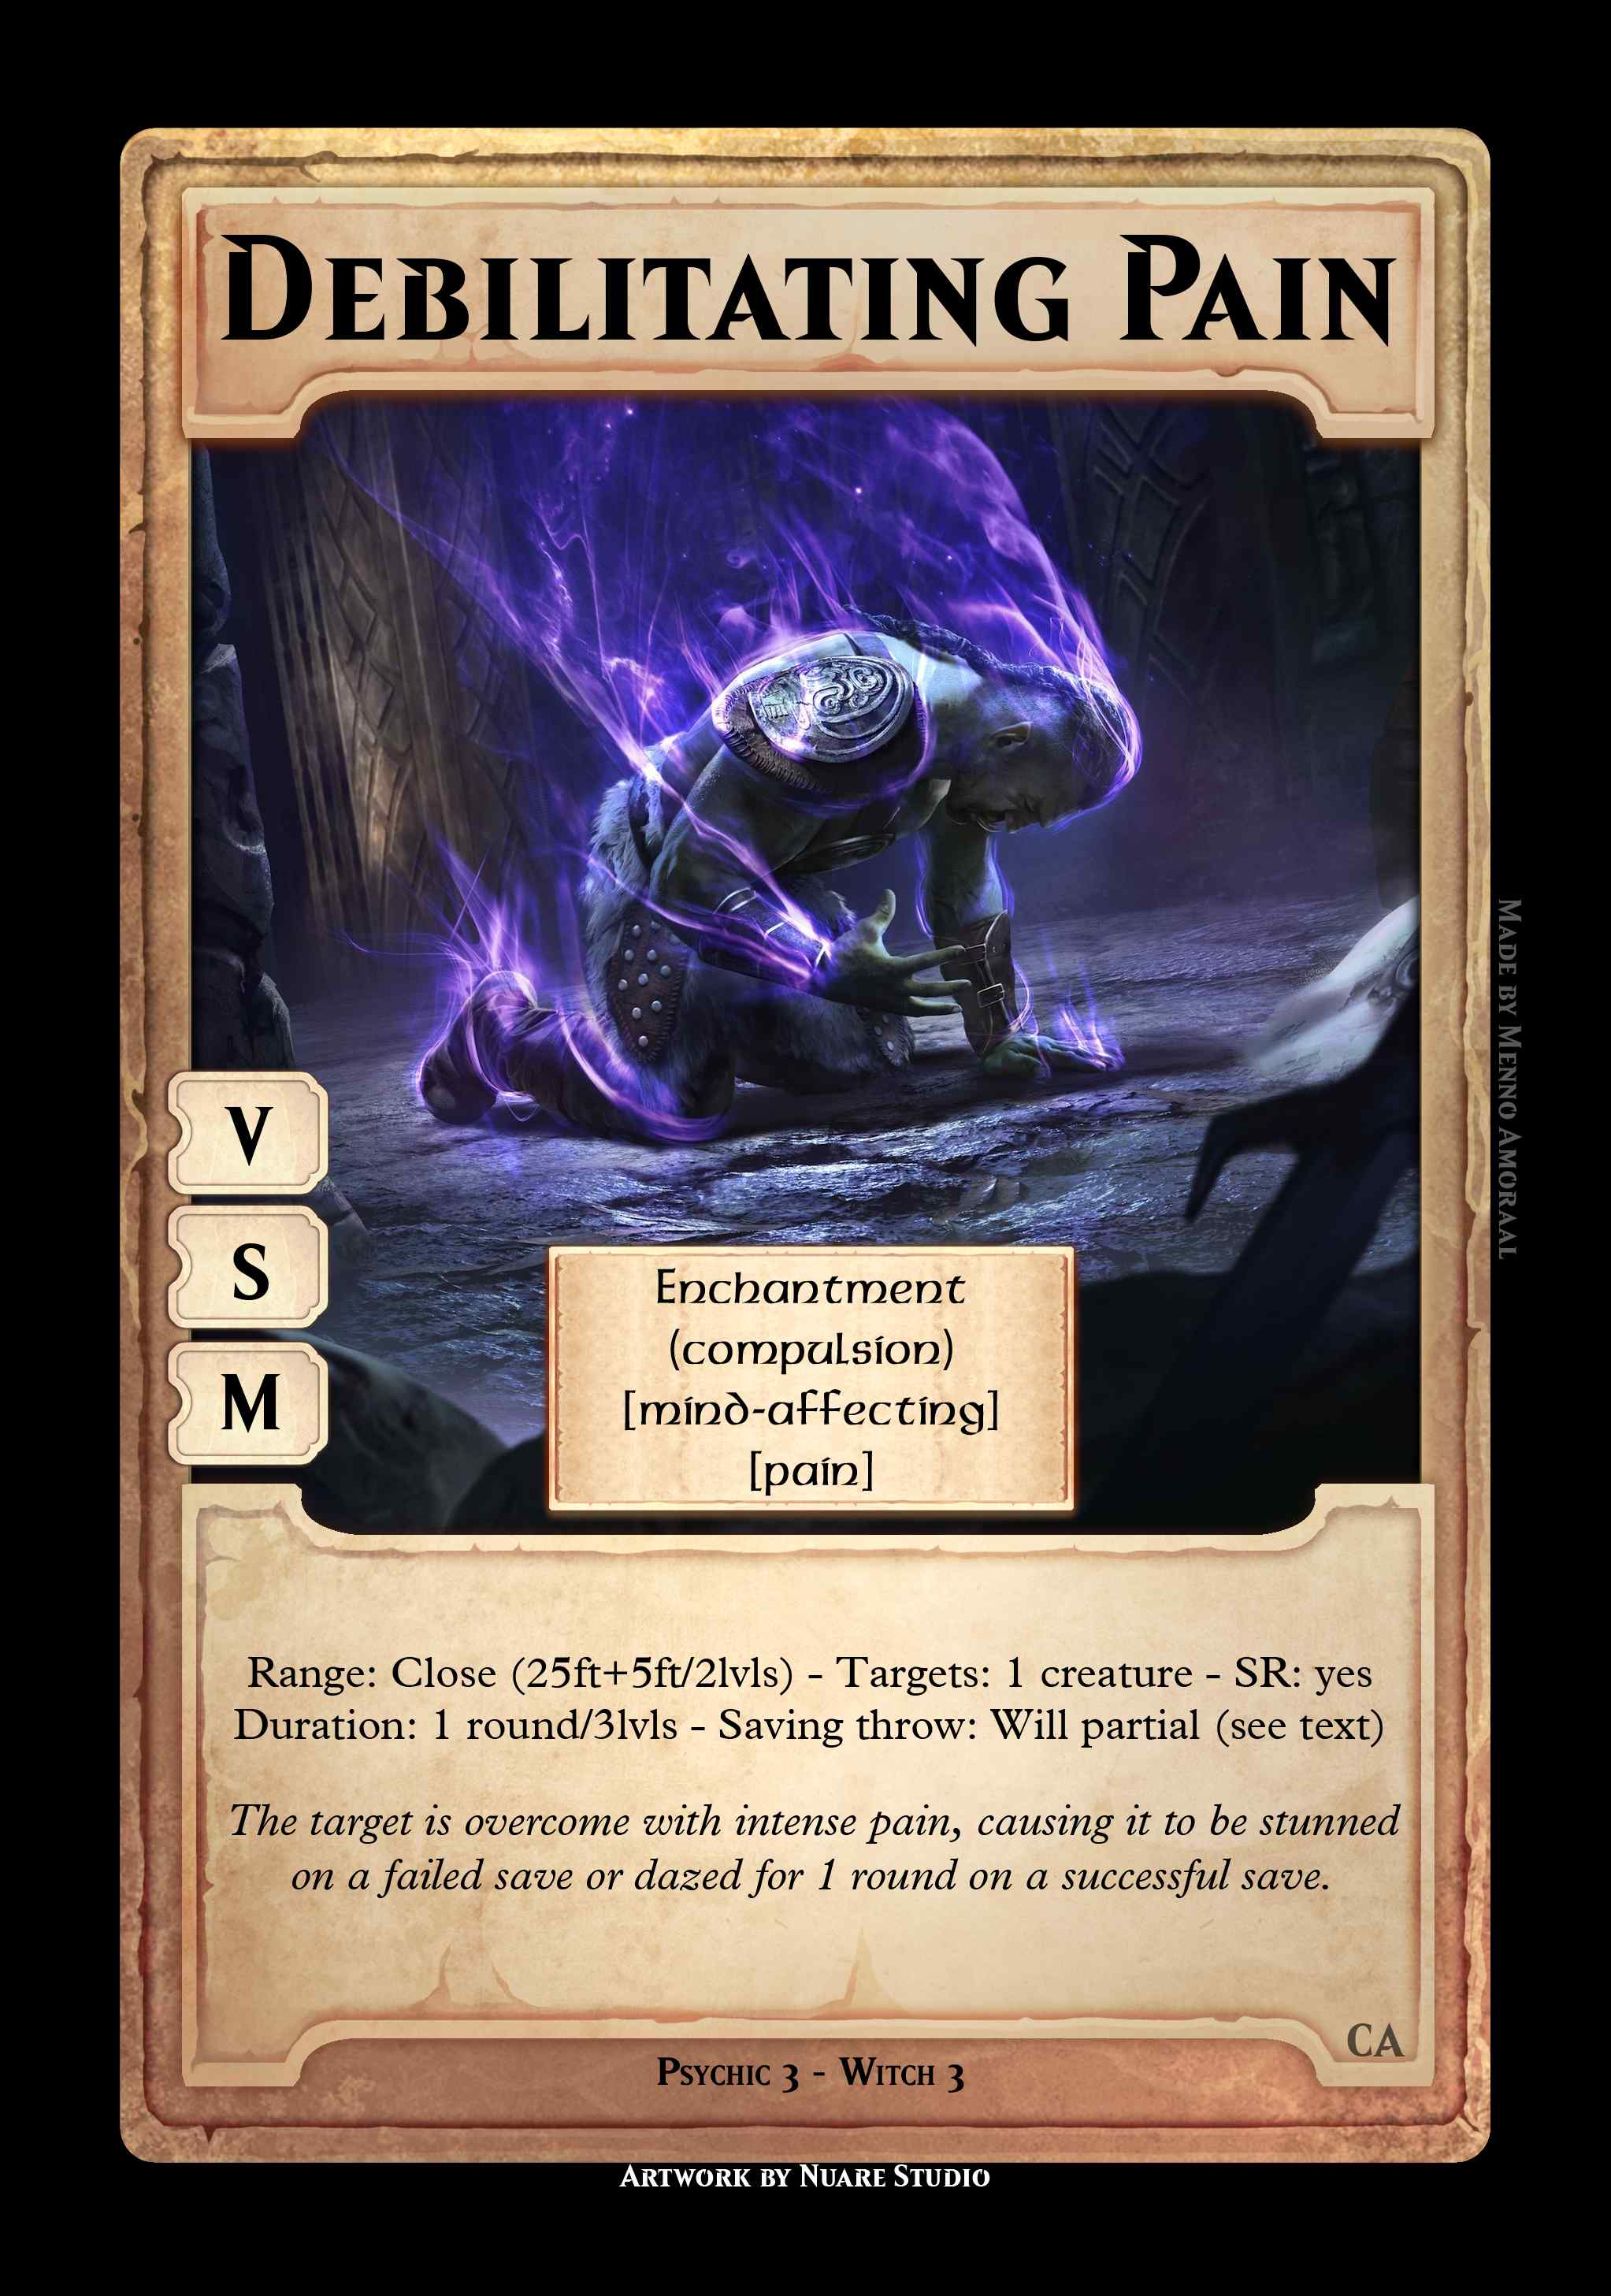 Debilitating Pain
V
S
M
Enchantment
(compulsion)
[mind-affecting]
[pain]
Range: Close (25ft+5ft/2lvls) - Targets: 1 creature - SR: yes
Duration: 1 round/3lvls - Saving throw: Will partial (see text)
The target is overcome with intense pain, causing it to be stunned
on a failed save or dazed for 1 round on a successful save.
CA
Psychic 3 - Witch 3
Artwork by Nuare Studio
Made by Menno Amoraal